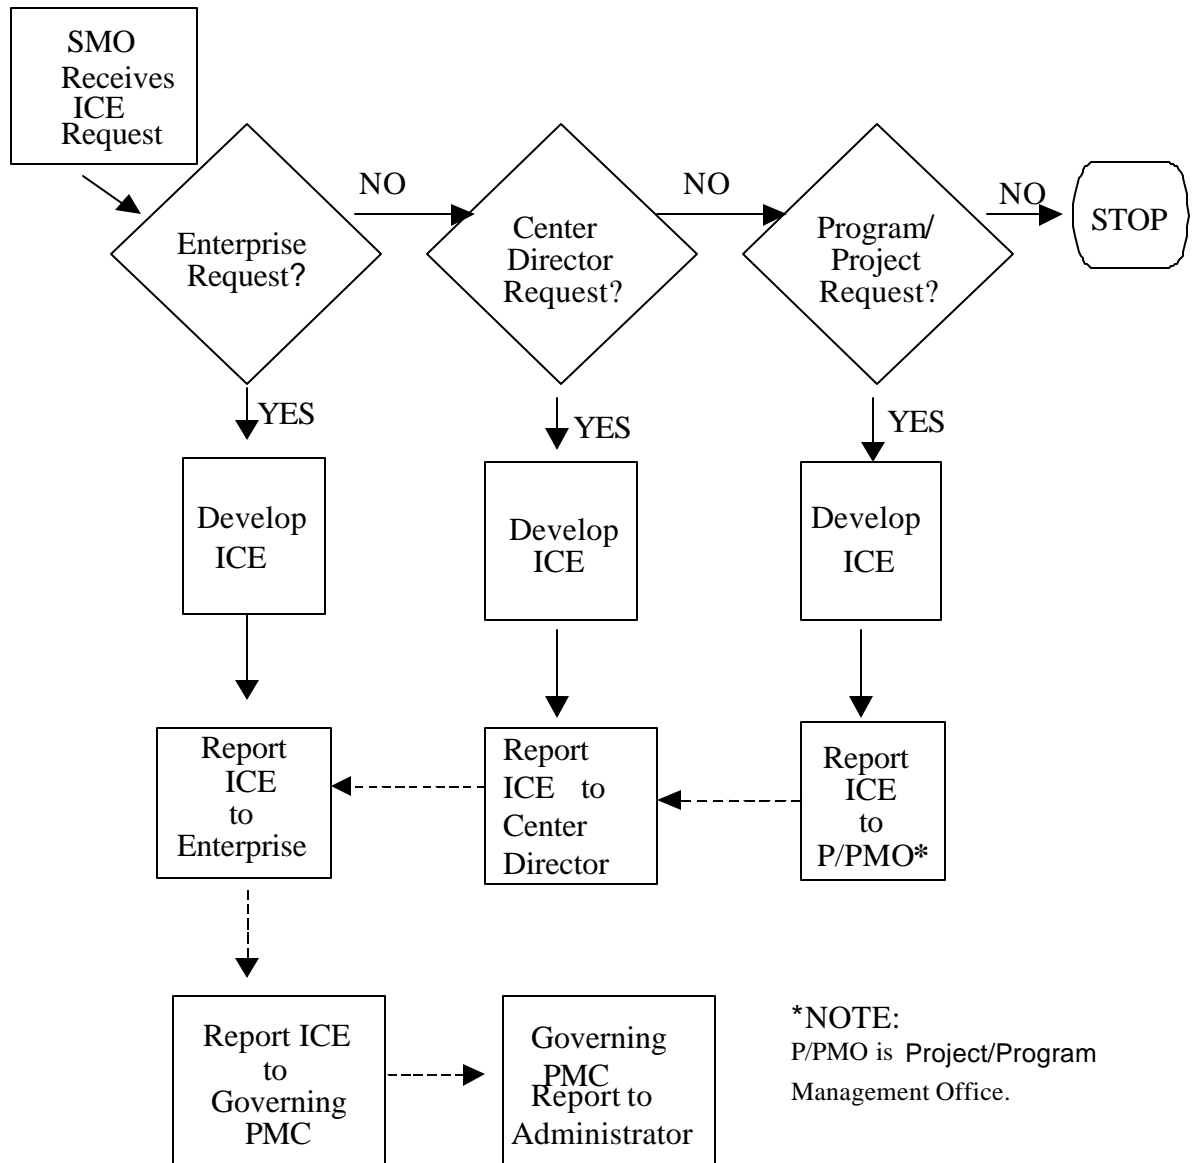 SMO
Receives
ICE
Request
NO
NO
NO
Enterprise
Request?
Center
Director
Request?
Program/
Project
Request?
STOP
YES
YES
YES
Develop
ICE
Develop
ICE
Develop
ICE
Report
ICE
to
Enterprise
Report
ICE to
Center
Director
Report
ICE
to
P/PMO*
Report ICE
to
Governing
PMC
Governing
PMC
Report to
Administrator
*NOTE:
P/PMO is Project/Program
Management Office.